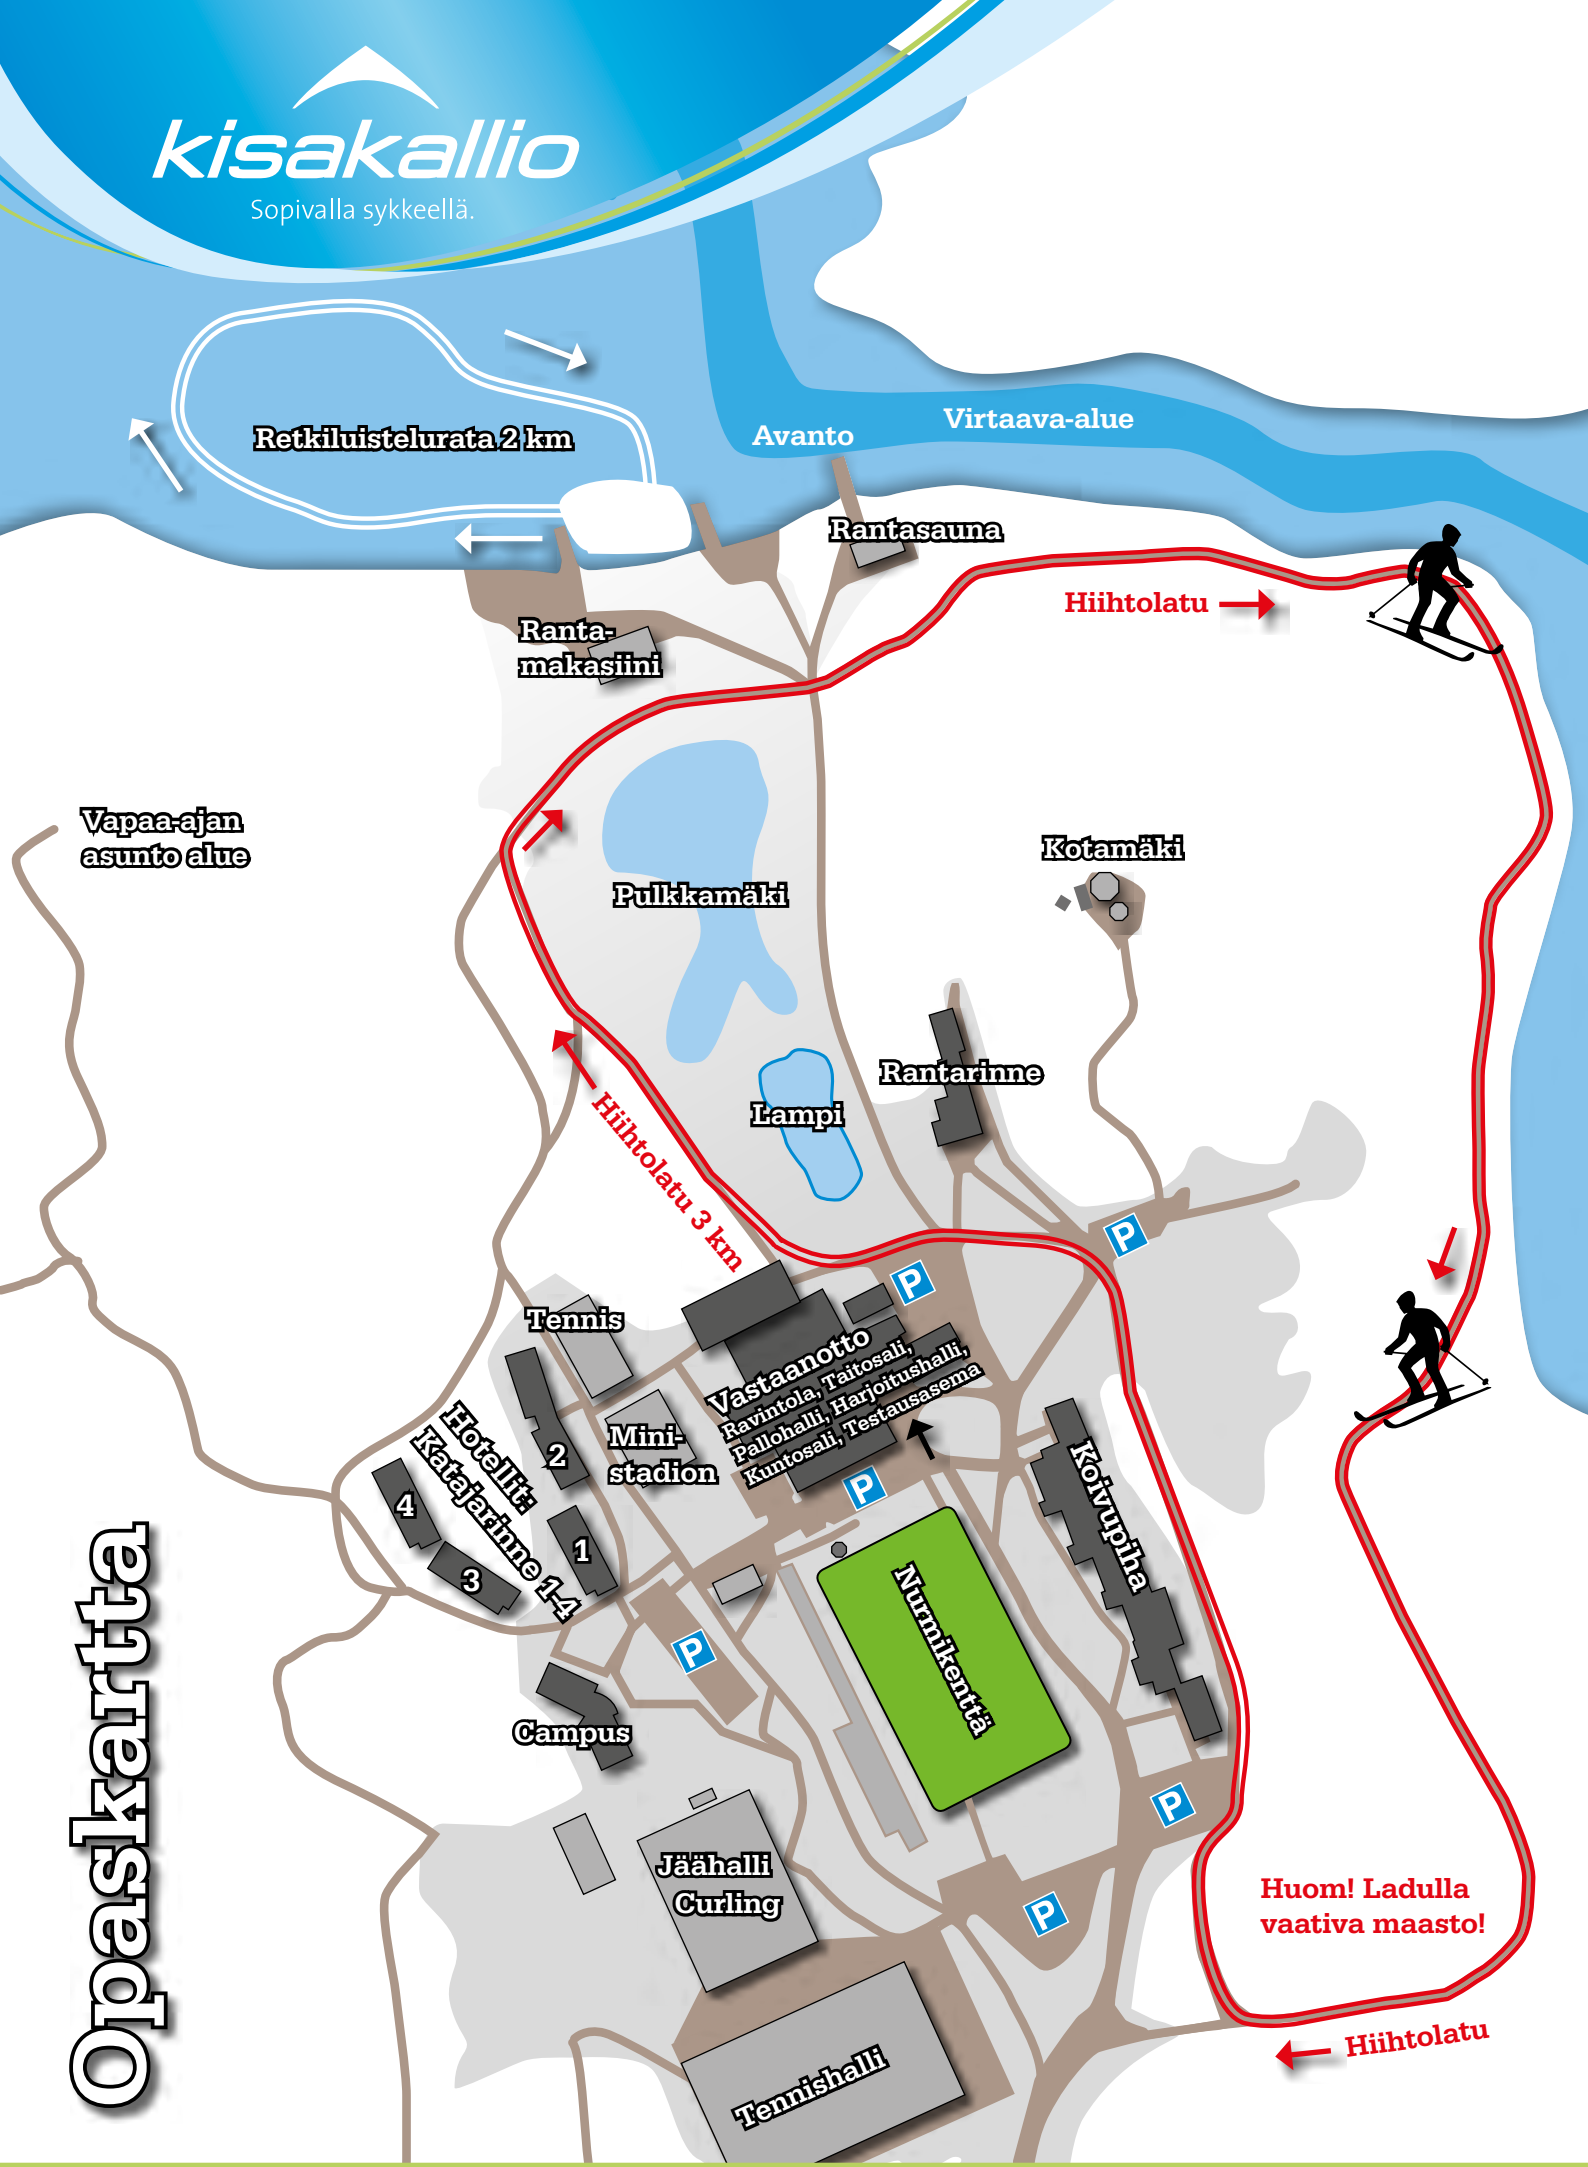 kisakallio
Sopivalla sykkeellä.
Retkiluistelurata 2 km
Avanto
Virtaava-alue
Rantasauna
Hiihtolatu
Ranta-
makasiini
Vapaa-ajan
asunto alue
Pulkkamäki
Kotamäki
Rantarinne
Lampi
Hiihtolatu 3 km
P
P
Tennis
Vastaanotto
Ravintola, Taitosali,
Pallohalli, Harjoitushalli,
Kuntosali, Testausasema
Mini-
stadion
Hotellit:
Katajarinne 1-4
2
4
1
3
P
Koivupiha
Nurmikenttä
P
Campus
P
Jäähalli
Curling
P
Huom! Ladulla
vaativa maasto!
Hiihtolatu
Tennishalli
Opaskartta